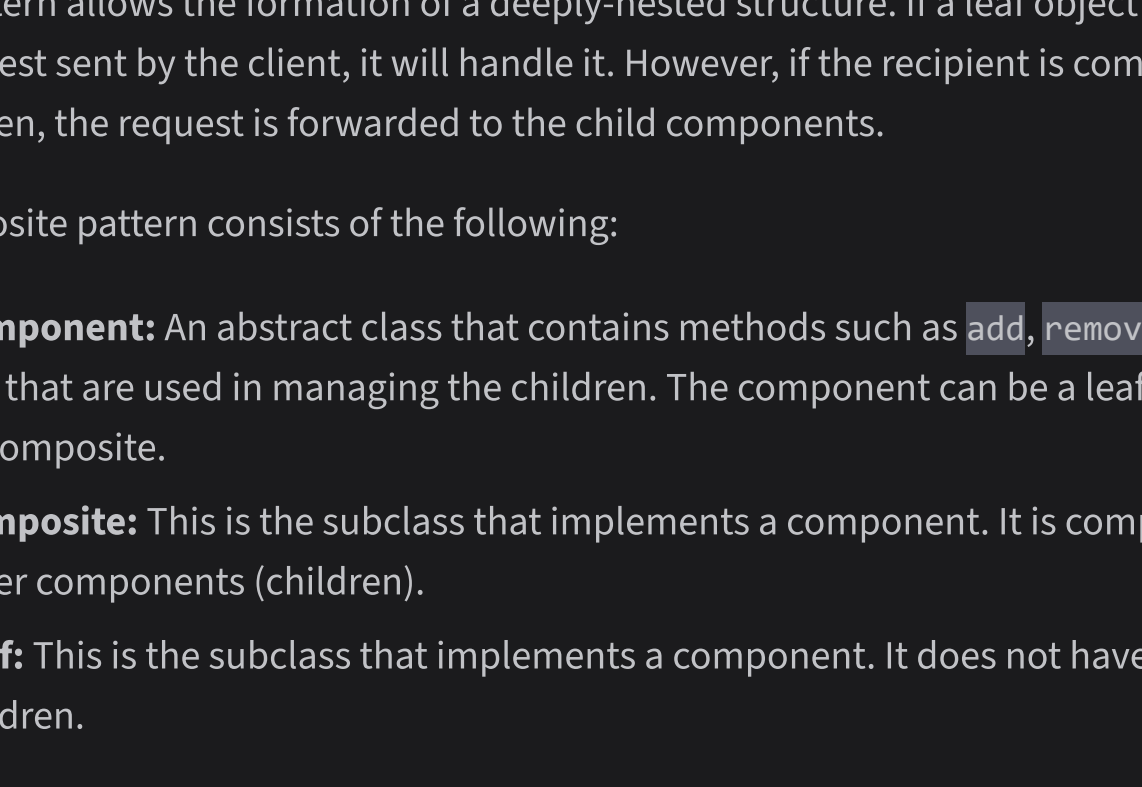 tern allows the formation of a deeply-nested structure. If a leaf object
est sent by the client, it will handle it. However, if the recipient is com
en, the request is forwarded to the child components.
osite pattern consists of the following:
mponent: An abstract class that contains methods such as add, remov
that are used in managing the children. The component can be a leaf
omposite.
mposite: This is the subclass that implements a component. It is comp
er components (children).
f: This is the subclass that implements a component. It does not have
dren.